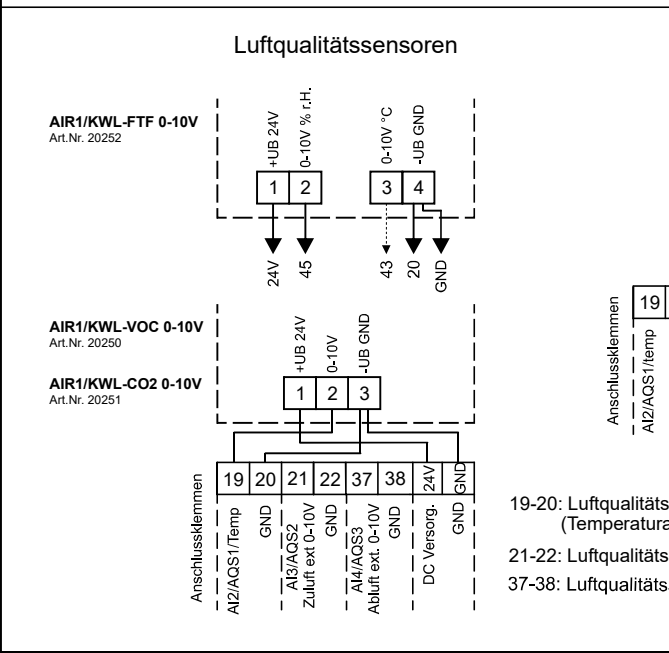 Luftqualitätssensoren
AIR1/KWL-FTF 0-10V
Art.Nr. 20252
+UB 24V
0-10V % r.H.
0-10V °C
-UB GND
1 2 3 4
24V
45
43
20
GND
AIR1/KWL-VOC 0-10V
Art.Nr. 20250
AIR1/KWL-CO2 0-10V
Art.Nr. 20251
+UB 24V
0-10V
-UB GND
1 2 3
Anschlussklemmen
19 20 21 22 37 38 24V GND
AI2/AQS1/Temp
GND
AI3/AQS2
Zuluft ext 0-10V
GND
AI4/AQS3
Abluft ext. 0-10V
GND
DC Versorg.
GND
Anschlussklemmen
19
AI2/AQS1/temp
19-20: Luftqualitäts
(Temperatura
21-22: Luftqualitäts
37-38: Luftqualitäts